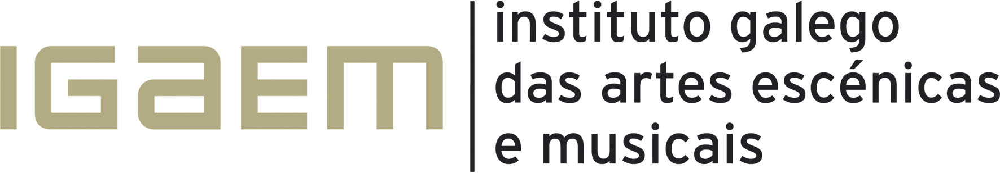 IGAEM
instituto galego
das artes escénicas
e musicais